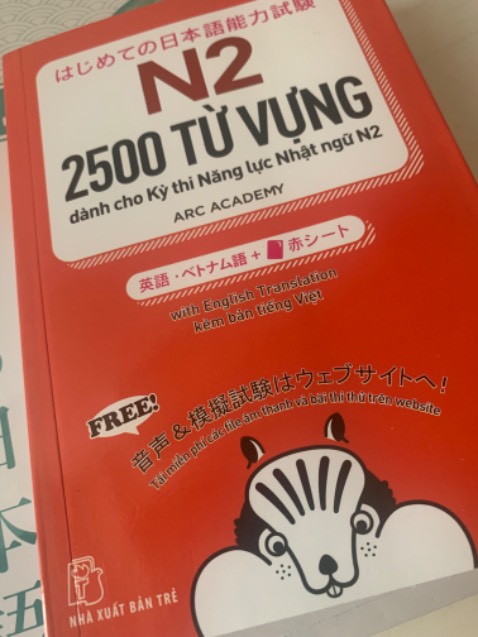 はじめての日本語能力試験
N2
2500 TỪ VỰNG
dành cho Kỳ thi Năng lực Nhật ngữ N2
ARC ACADEMY
英語・ベトナム語 + 赤シート
with English Translation
kèm bản tiếng Việt
FREE!
音声&模擬試験はウェブサイトへ!
Tải miễn phí các file âm thanh và bài thi thử trên website
NHÀ XUẤT BẢN TRẺ
本
五